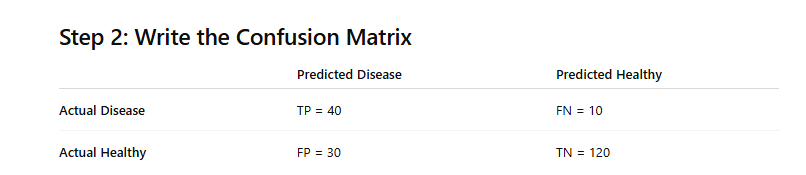 Step 2: Write the Confusion Matrix
Predicted Disease Predicted Healthy
Actual Disease TP = 40 FN = 10
Actual Healthy FP = 30 TN = 120